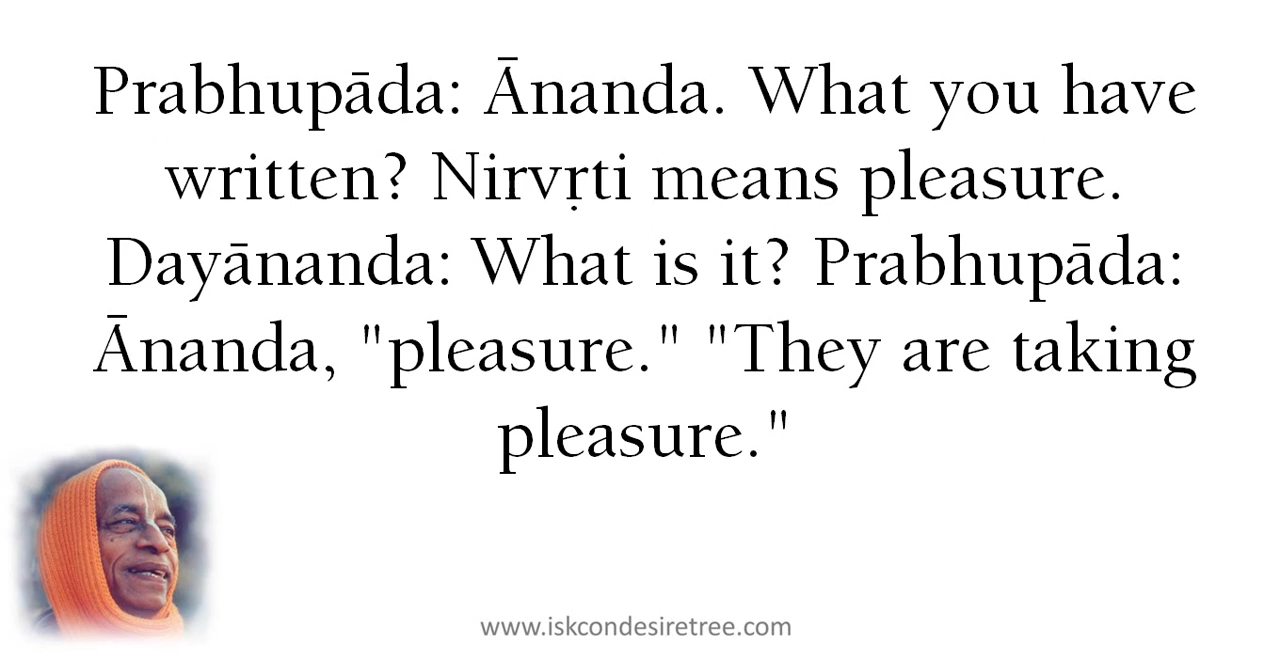 Prabhupāda: Ānanda. What you have
written? Nirvṛti means pleasure.
Dayānanda: What is it? Prabhupāda:
Ānanda, "pleasure." "They are taking
pleasure."
www.iskcondesiretree.com